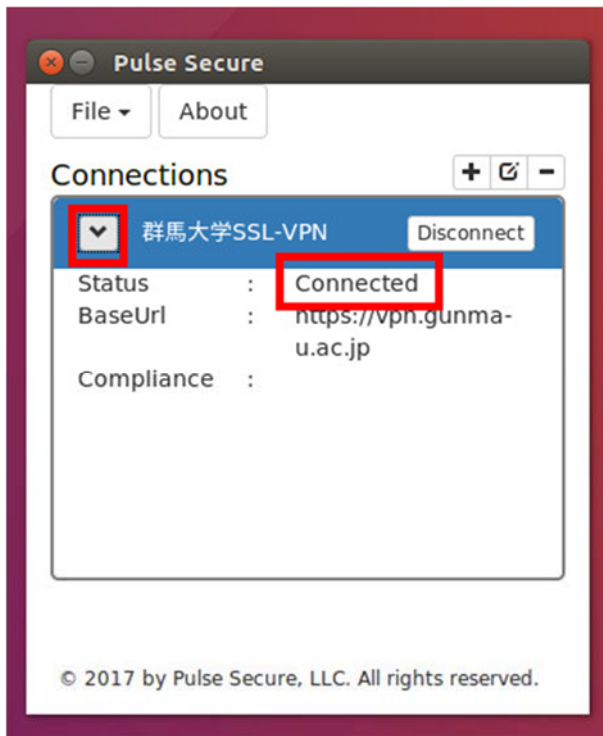 Pulse Secure
File About
Connections
群馬大学SSL-VPN Disconnect
Status : Connected
BaseUrl : https://vpn.gunma-
u.ac.jp
Compliance :
© 2017 by Pulse Secure, LLC. All rights reserved.